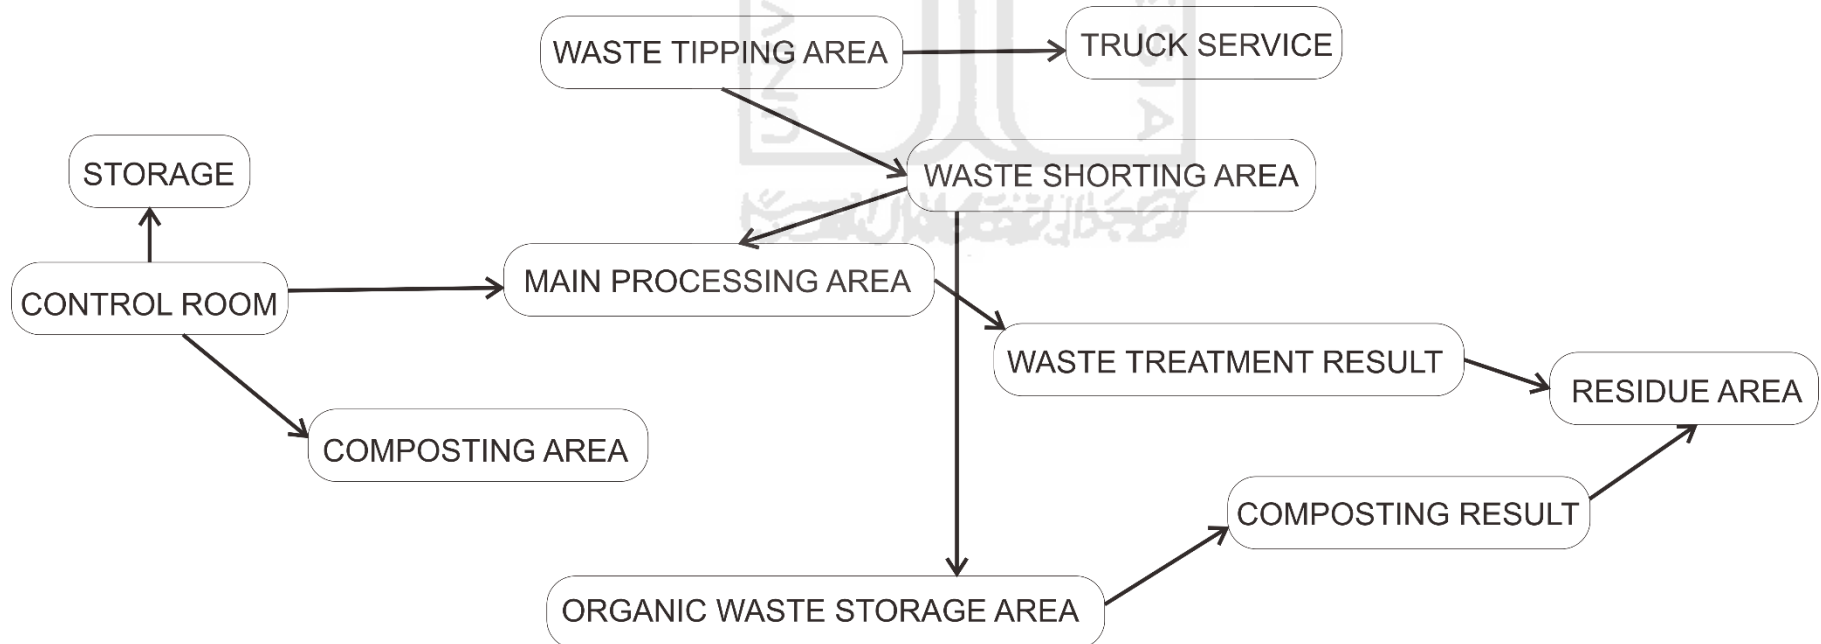 WASTE TIPPING AREA
TRUCK SERVICE
STORAGE
WASTE SHORTING AREA
CONTROL ROOM
MAIN PROCESSING AREA
WASTE TREATMENT RESULT
RESIDUE AREA
COMPOSTING AREA
COMPOSTING RESULT
ORGANIC WASTE STORAGE AREA